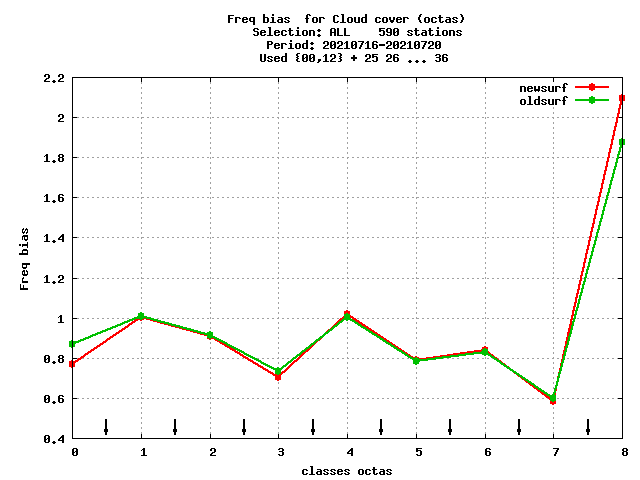 Freq bias  for Cloud cover (octas)
Selection: ALL    590 stations
Period: 20210716-20210720
Used {00,12} + 25 26 ... 36
newsurf
oldsurf
Freq bias
2.2
2
1.8
1.6
1.4
1.2
1
0.8
0.6
0.4
0 1 2 3 4 5 6 7 8
classes octas